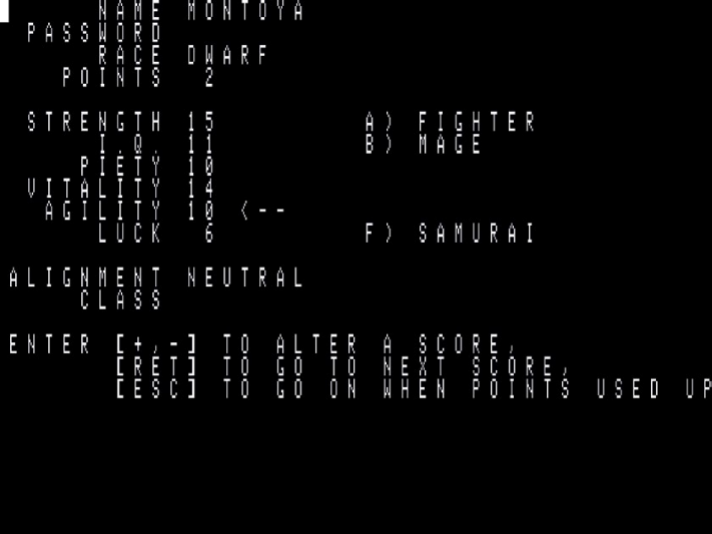 NAME MONTOYA
PASSWORD
RACE DWARF
POINTS 2
STRENGTH 15 A) FIGHTER
I.Q. 11 B) MAGE
PIETY 10
VITALITY 14
AGILITY 10 <--
LUCK 6 F) SAMURAI
ALIGNMENT NEUTRAL
CLASS
ENTER [+,-] TO ALTER A SCORE,
[RET] TO GO TO NEXT SCORE,
[ESC] TO GO ON WHEN POINTS USED UP